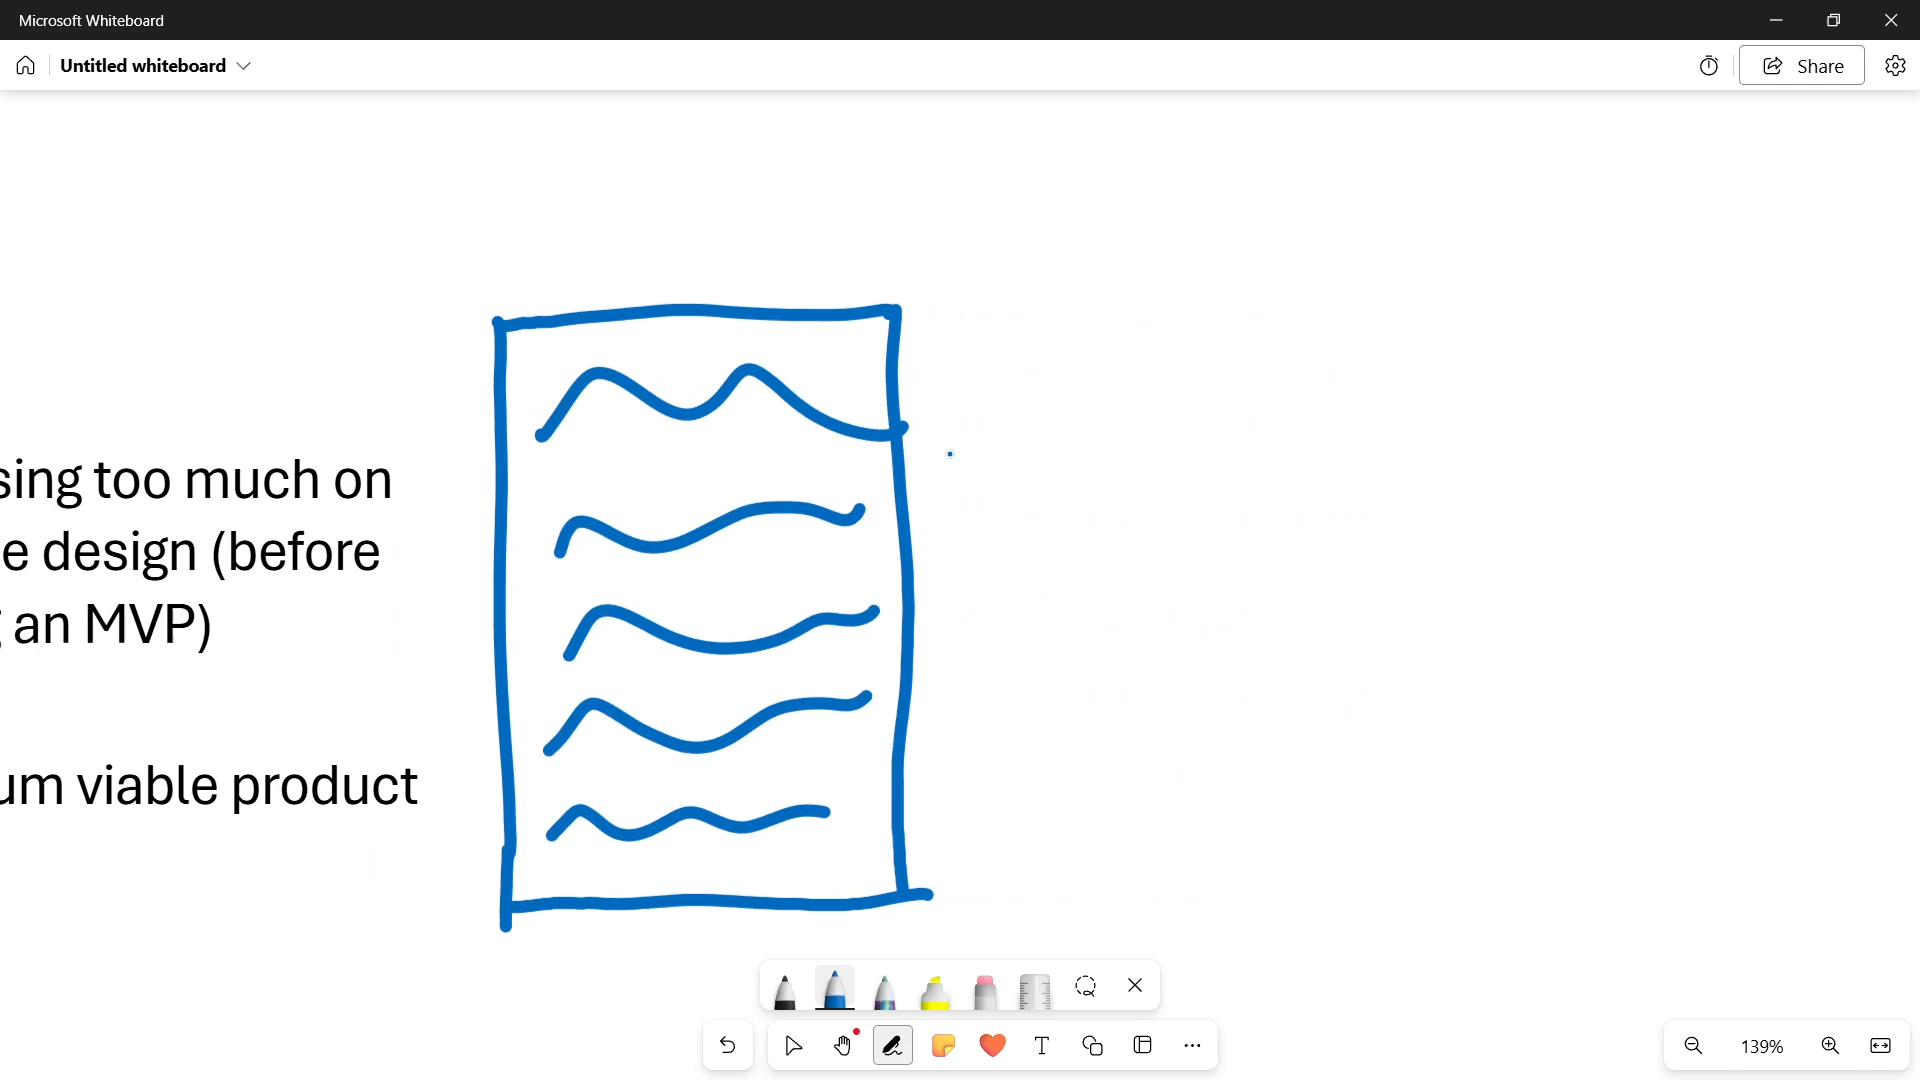 Microsoft Whiteboard
Untitled whiteboard
Share
sing too much on
e design (before
an MVP)
um viable product
139%